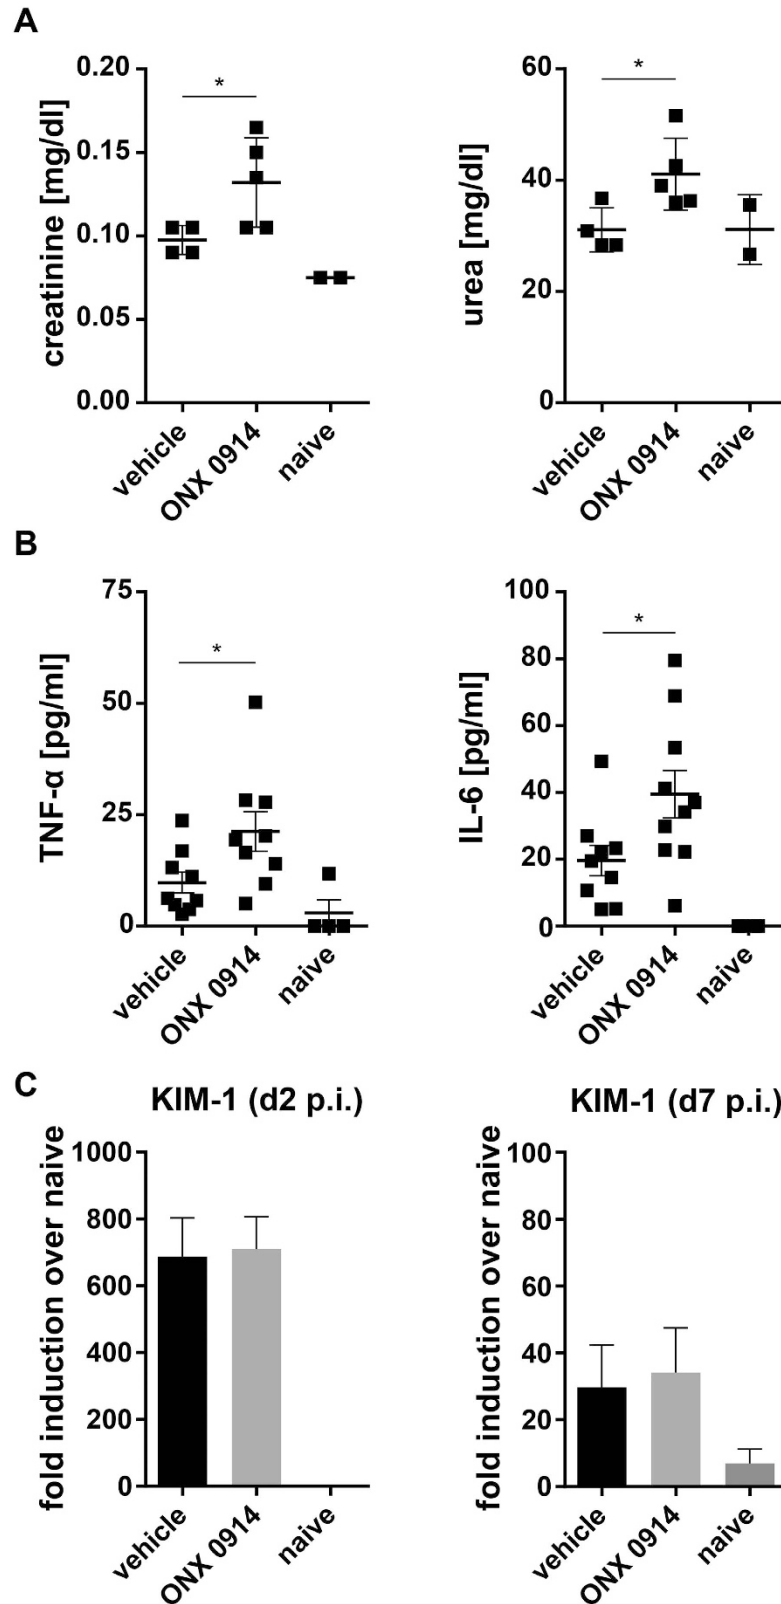 A
creatinine [mg/dl]
0.20
0.15
0.10
0.05
0.00
*
vehicle
ONX 0914
naive
urea [mg/dl]
60
40
20
0
*
vehicle
ONX 0914
naive
B
TNF-α [pg/ml]
75
50
25
0
*
vehicle
ONX 0914
naive
IL-6 [pg/ml]
100
80
60
40
20
0
*
vehicle
ONX 0914
naive
C
KIM-1 (d2 p.i.)
fold induction over naive
1000
800
600
400
200
0
vehicle
ONX 0914
naive
KIM-1 (d7 p.i.)
fold induction over naive
100
80
60
40
20
0
vehicle
ONX 0914
naive